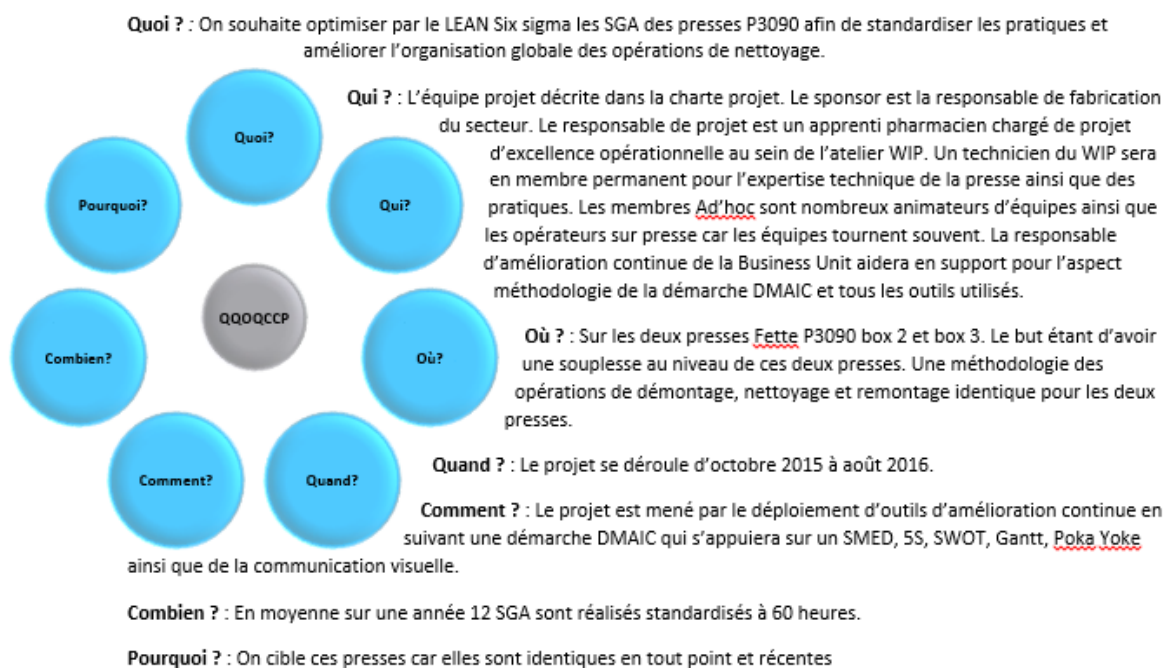 Quoi ? : On souhaite optimiser par le LEAN Six sigma les SGA des presses P3090 afin de standardiser les pratiques et
améliorer l'organisation globale des opérations de nettoyage.
Qui ? : L'équipe projet décrite dans la charte projet. Le sponsor est la responsable de fabrication
du secteur. Le responsable de projet est un apprenti pharmacien chargé de projet
d'excellence opérationnelle au sein de l'atelier WIP. Un technicien du WIP sera
en membre permanent pour l'expertise technique de la presse ainsi que des
pratiques. Les membres Ad'hoc sont nombreux animateurs d'équipes ainsi que
les opérateurs sur presse car les équipes tournent souvent. La responsable
d'amélioration continue de la Business Unit aidera en support pour l'aspect
méthodologie de la démarche DMAIC et tous les outils utilisés.
Où ? : Sur les deux presses Fette P3090 box 2 et box 3. Le but étant d'avoir
une souplesse au niveau de ces deux presses. Une méthodologie des
opérations de démontage, nettoyage et remontage identique pour les deux
presses.
Quand ? : Le projet se déroule d'octobre 2015 à août 2016.
Comment ? : Le projet est mené par le déploiement d'outils d'amélioration continue en
suivant une démarche DMAIC qui s'appuiera sur un SMED, 5S, SWOT, Gantt, Poka Yoke
ainsi que de la communication visuelle.
Combien ? : En moyenne sur une année 12 SGA sont réalisés standardisés à 60 heures.
Pourquoi ? : On cible ces presses car elles sont identiques en tout point et récentes
Quoi?
Qui?
Où?
Quand?
Comment?
Combien?
Pourquoi?
QQOQCCP